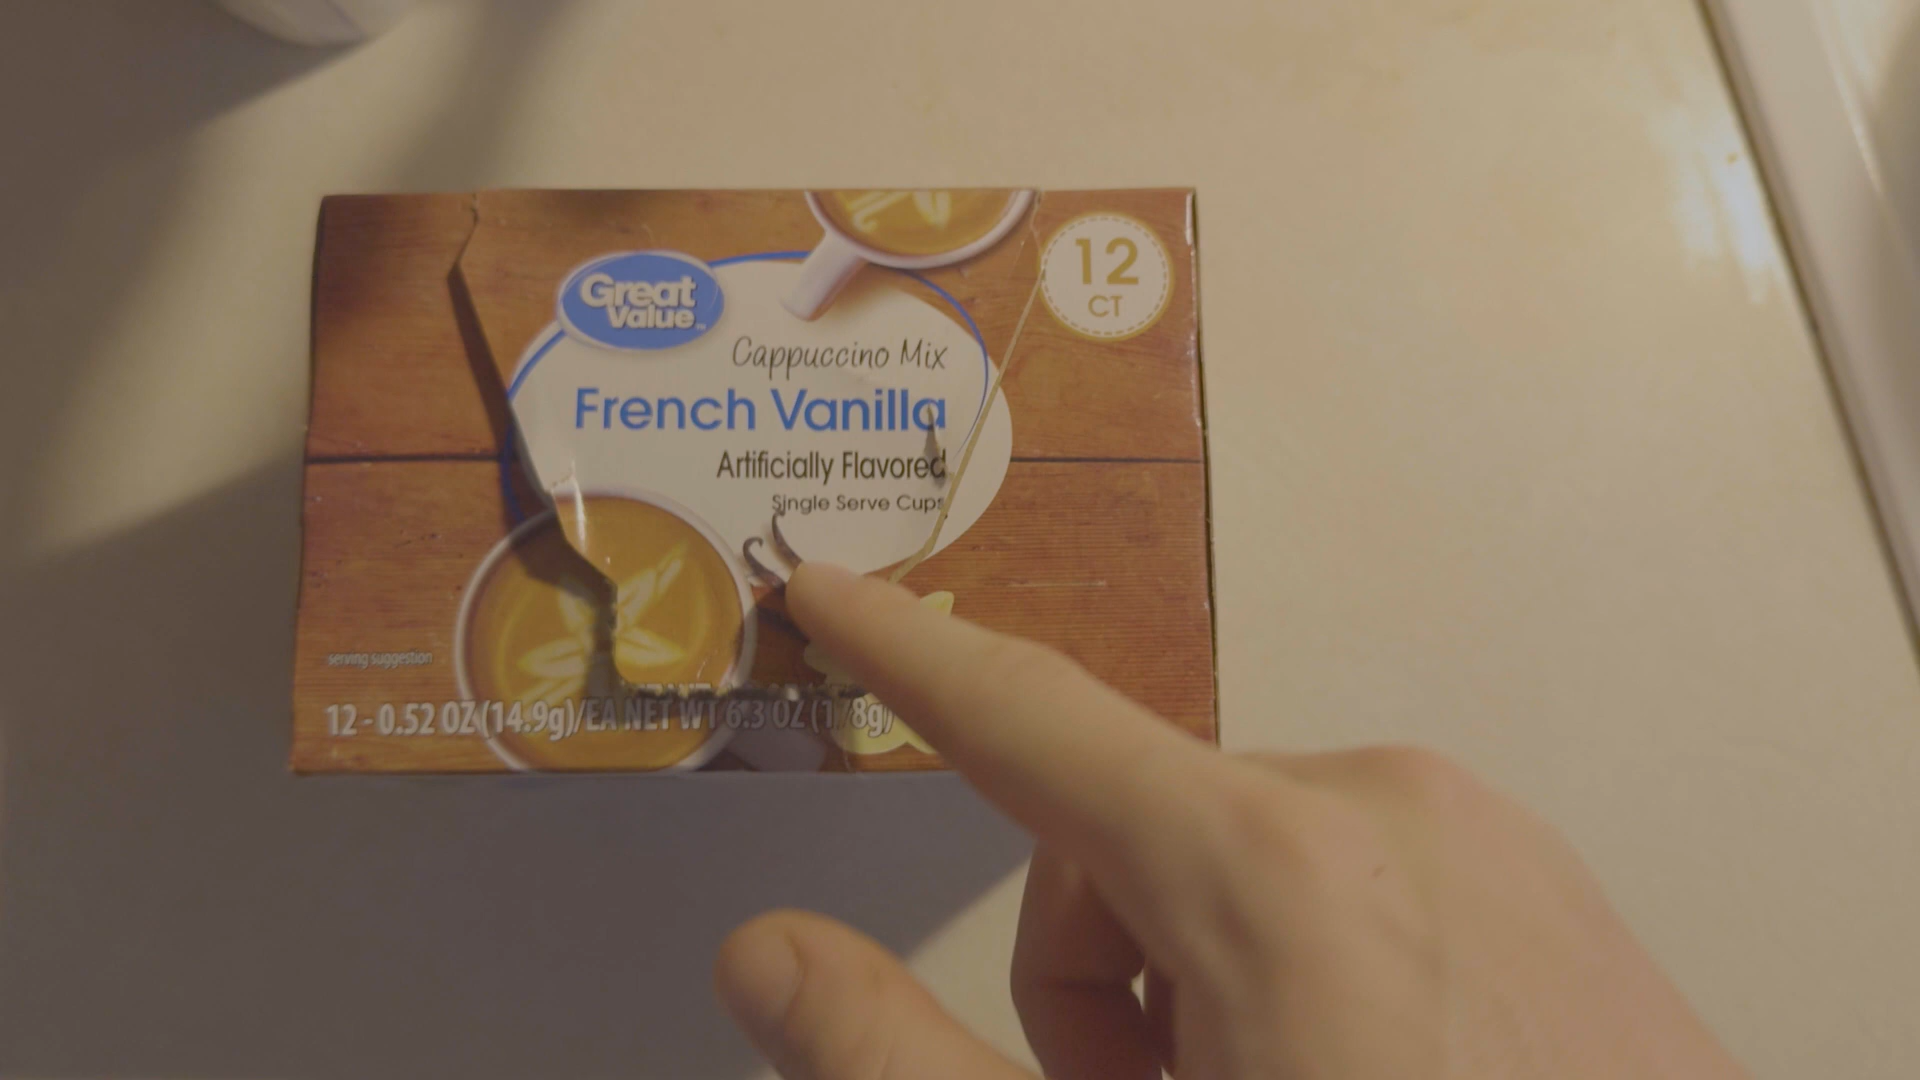 Great
Value™
12
CT
Cappuccino Mix
French Vanilla
Artificially Flavored
Single Serve Cups
serving suggestion
12 - 0.52 OZ (14.9g)/EA NET WT 6.3 OZ (178g)